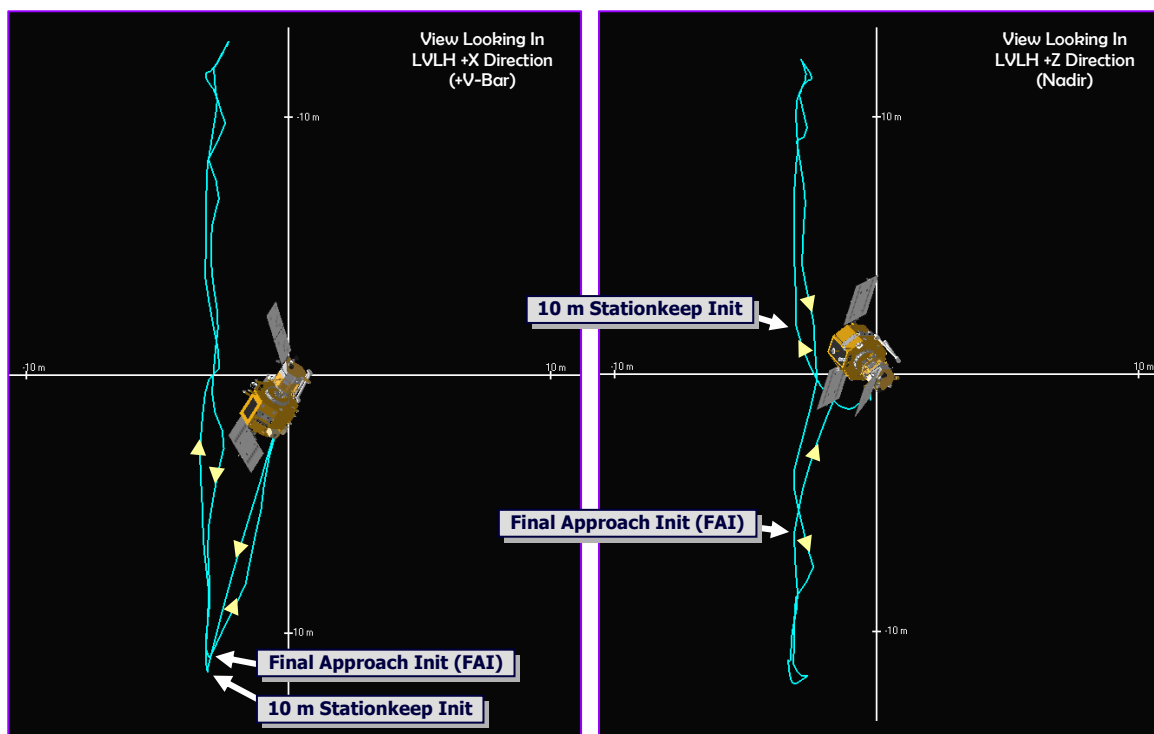 View Looking In
LVLH +X Direction
(+V-Bar)
-10 m
-10 m
10 m
10 m
Final Approach Init (FAI)
10 m Stationkeep Init
View Looking In
LVLH +Z Direction
(Nadir)
10 m
10 m Stationkeep Init
-10 m
10 m
Final Approach Init (FAI)
-10 m